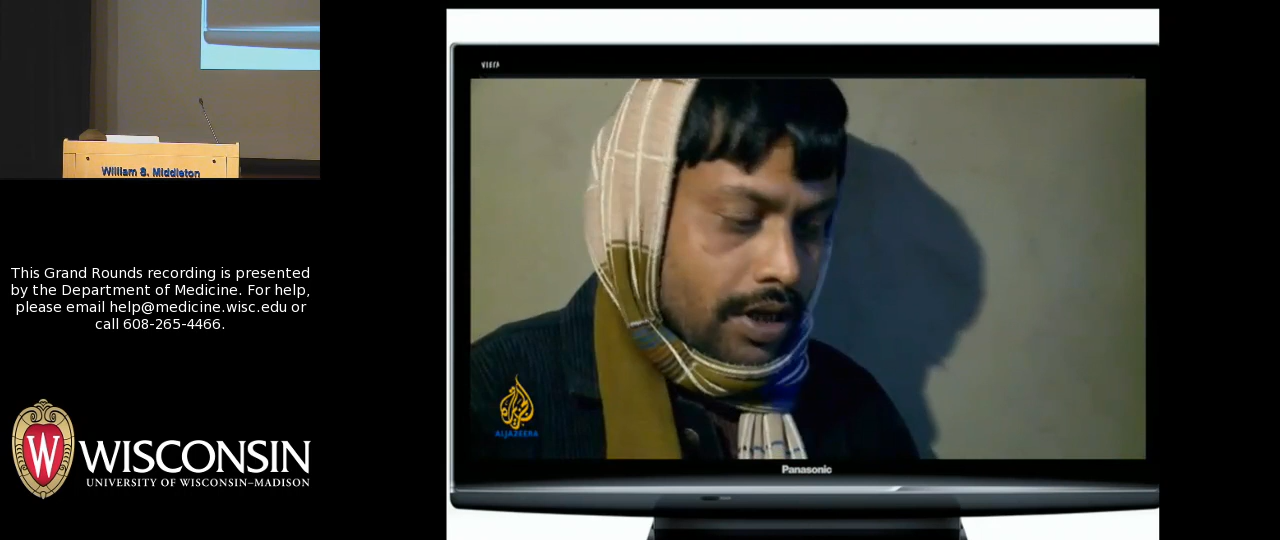 William S. Middleton
This Grand Rounds recording is presented
by the Department of Medicine. For help,
please email help@medicine.wisc.edu or
call 608-265-4466.
W
WISCONSIN
UNIVERSITY OF WISCONSIN–MADISON
ALJAZEERA
Panasonic